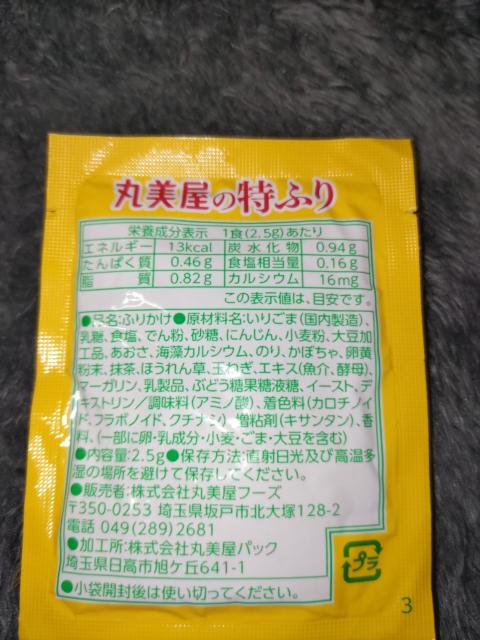 丸美屋の特ふり
栄養成分表示 1食(2.5g)あたり
エネルギー 13kcal 炭水化物 0.94g
たんぱく質 0.46g 食塩相当量 0.16g
脂質 0.82g カルシウム 16mg
この表示値は、目安です。
●品名:ふりかけ●原材料名:いりごま(国内製造)、
乳糖、食塩、でん粉、砂糖、にんじん、小麦粉、大豆加
工品、あおさ、海藻カルシウム、のり、かぼちゃ、卵黄
粉末、抹茶、ほうれん草、玉ねぎ、エキス(魚介、酵母)、
マーガリン、乳製品、ぶどう糖果糖液糖、イースト、デ
キストリン/調味料(アミノ酸)、着色料(カロチノイ
ド、フラボノイド、クチナシ)、増粘剤(キサンタン)、香
料、(一部に卵・乳成分・小麦・ごま・大豆を含む)
●内容量:2.5g●保存方法:直射日光及び高温多
湿の場所を避けて保存してください。
●販売者:株式会社丸美屋フーズ
〒350-0253 埼玉県坂戸市北大塚128-2
電話 049(289)2681
●加工所:株式会社丸美屋パック
埼玉県日高市旭ケ丘641-1
●小袋開封後は使い切ってください。
プラ
3